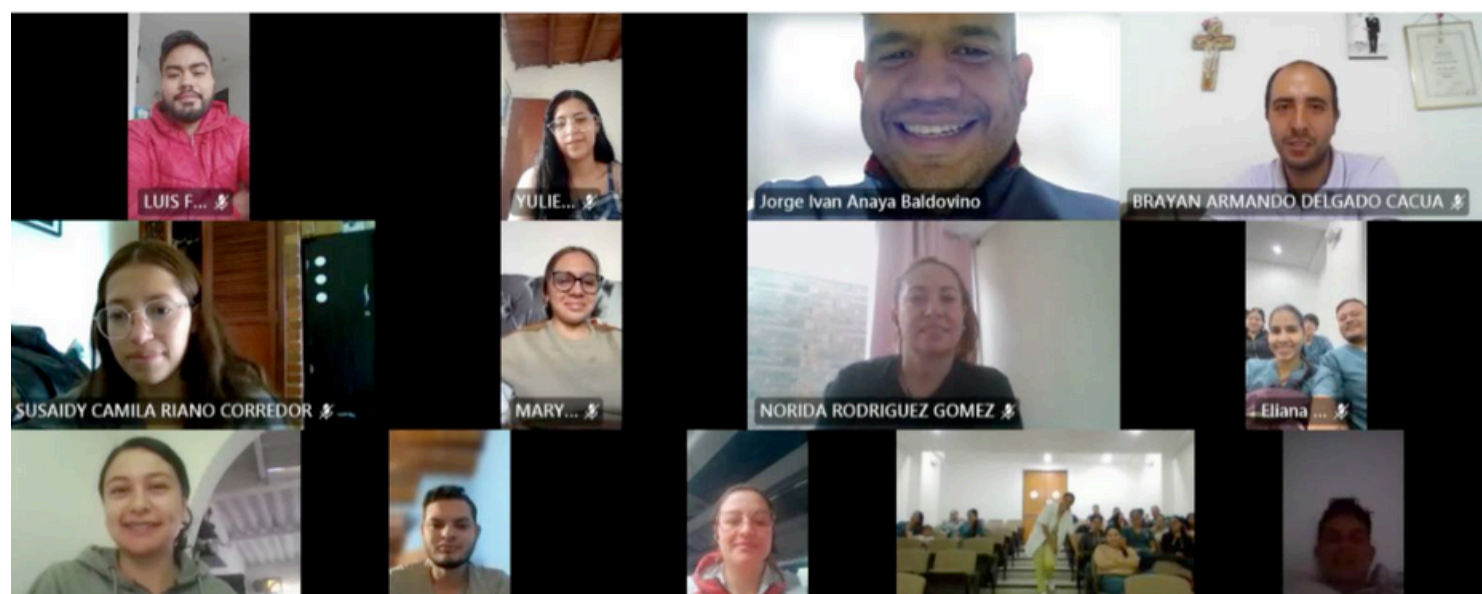 LUIS F...
YULIE...
Jorge Ivan Anaya Baldovino
BRAYAN ARMANDO DELGADO CACUA
SUSAIDY CAMILA RIANO CORREDOR
MARY...
NORIDA RODRIGUEZ GOMEZ
Eliana ...